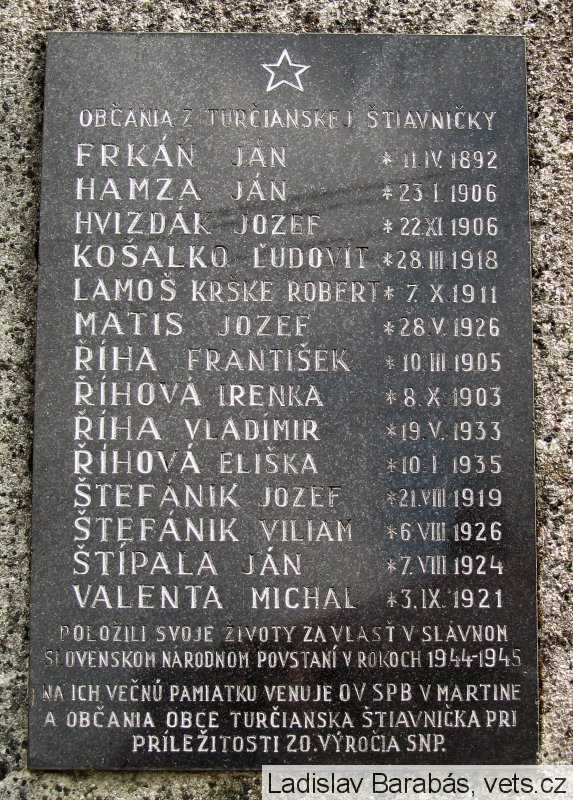 OBČANIA Z TURČIANSKEJ ŠTIAVNIČKY
FRKÁŇ JÁN * 11. IV. 1892
HAMZA JÁN * 23. I. 1906
HVIZDÁK JOZEF * 22. XI 1906
KOŠALKO ĽUDOVÍT * 28. III 1918
LAMOŠ KRŠKE ROBERT * 7. X. 1911
MATIS JOZEF * 28. V. 1926
ŘÍHA FRANTIŠEK * 10. III 1905
ŘÍHOVÁ IRENKA * 8. X. 1903
ŘÍHA VLADIMIR * 19. V. 1933
ŘÍHOVÁ ELIŠKA * 10. I. 1935
ŠTEFÁNIK JOZEF * 21. VIII 1919
ŠTEFÁNIK VILIAM * 6. VIII 1926
ŠTÍPALA JÁN * 7. VIII 1924
VALENTA MICHAL * 3. IX. 1921
POLOŽILI SVOJE ŽIVOTY ZA VLASŤ V SLÁVNOM
SLOVENSKOM NÁRODNOM POVSTANÍ V ROKOCH 1944-1945
NA ICH VEČNÚ PAMIATKU VENUJE OV SPB V MARTINE
A OBČANIA OBCE TURČIANSKA ŠTIAVNIČKA PRI
PRÍLEŽITOSTI 20. VÝROČIA SNP.
Ladislav Barabás, vets.cz